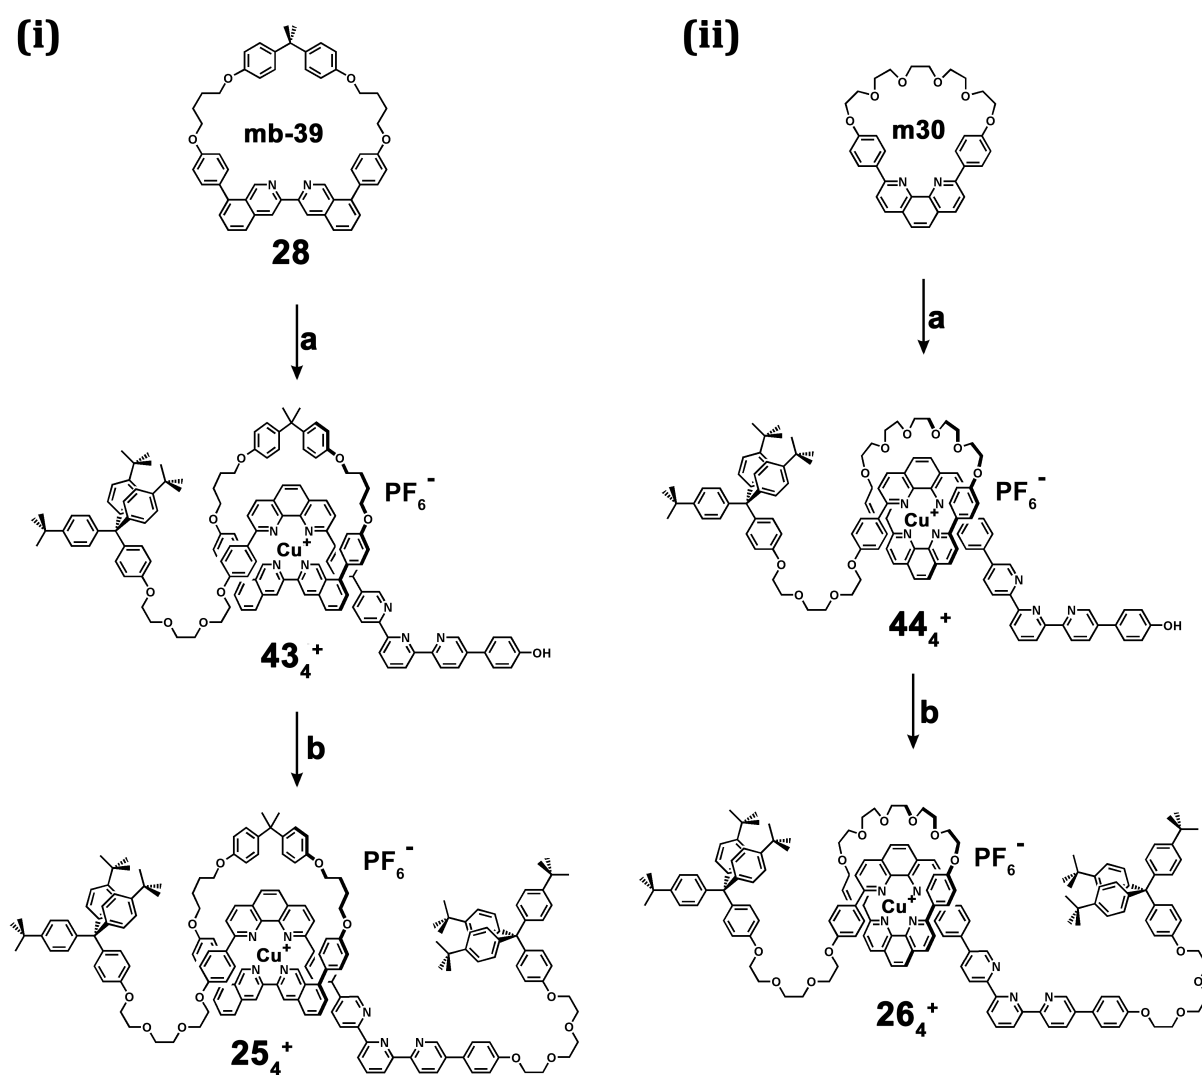 (i)
(ii)
mb-39
28
m30
a
a
PF6-
Cu+
43 4+
OH
PF6-
Cu+
44 4+
OH
b
b
PF6-
Cu+
25 4+
PF6-
Cu+
26 4+